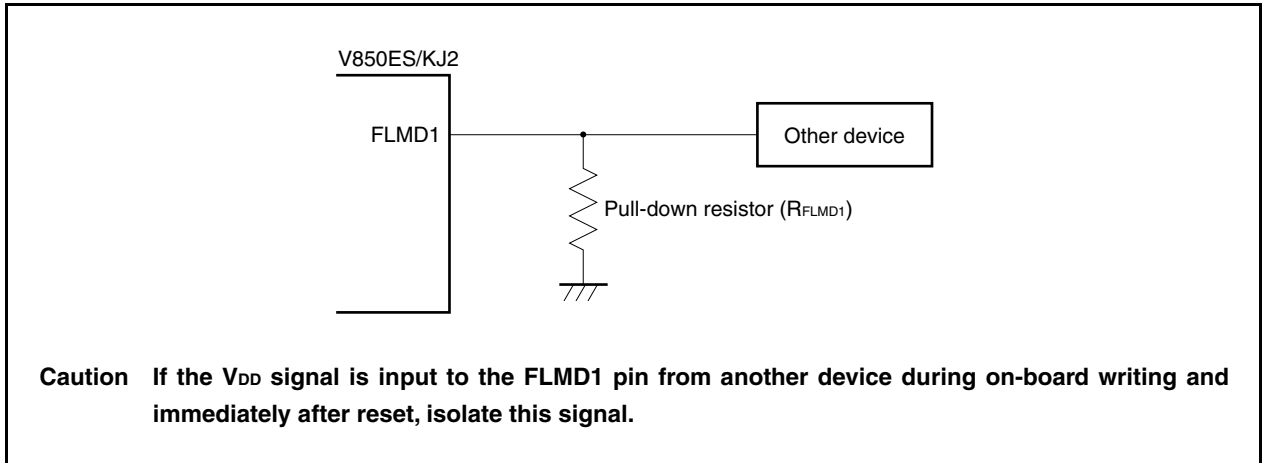 V850ES/KJ2
FLMD1
Other device
Pull-down resistor (RFLMD1)
Caution If the VDD signal is input to the FLMD1 pin from another device during on-board writing and
immediately after reset, isolate this signal.